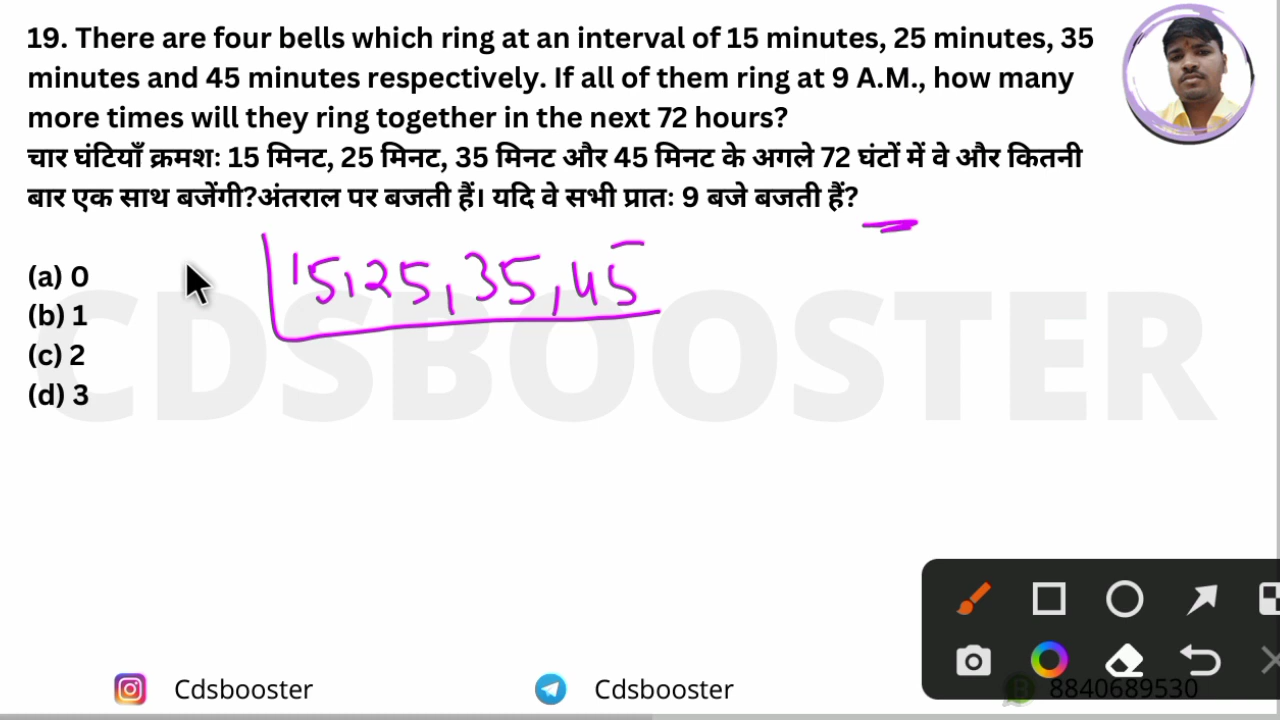 19. There are four bells which ring at an interval of 15 minutes, 25 minutes, 35
minutes and 45 minutes respectively. If all of them ring at 9 A.M., how many
more times will they ring together in the next 72 hours?
चार घंटियाँ क्रमशः 15 मिनट, 25 मिनट, 35 मिनट और 45 मिनट के अगले 72 घंटों में वे और कितनी
बार एक साथ बजेंगी?अंतराल पर बजती हैं। यदि वे सभी प्रातः 9 बजे बजती हैं?
15,25,35,45
(a) 0
(b) 1
(c) 2
(d) 3
CDSBOOSTER
Cdsbooster
Cdsbooster
8840689530